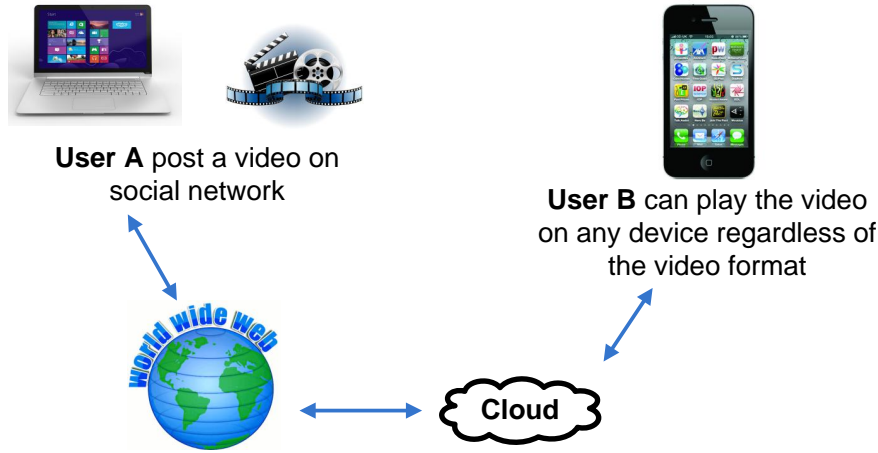 User A post a video on
social network
User B can play the video
on any device regardless of
the video format
world wide web
Cloud